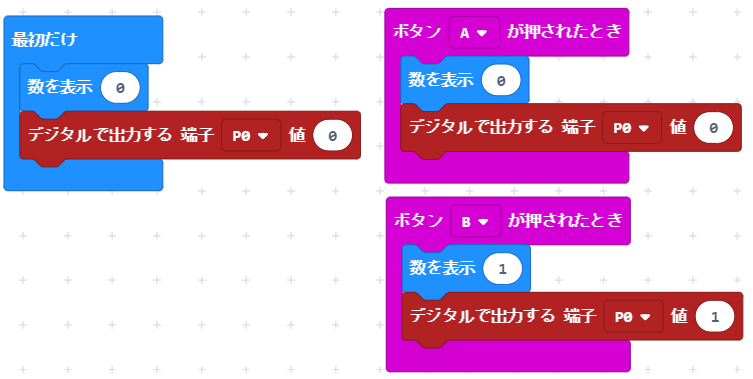 最初だけ
数を表示 0
デジタルで出力する 端子 P0 値 0
ボタン A が押されたとき
数を表示 0
デジタルで出力する 端子 P0 値 0
ボタン B が押されたとき
数を表示 1
デジタルで出力する 端子 P0 値 1